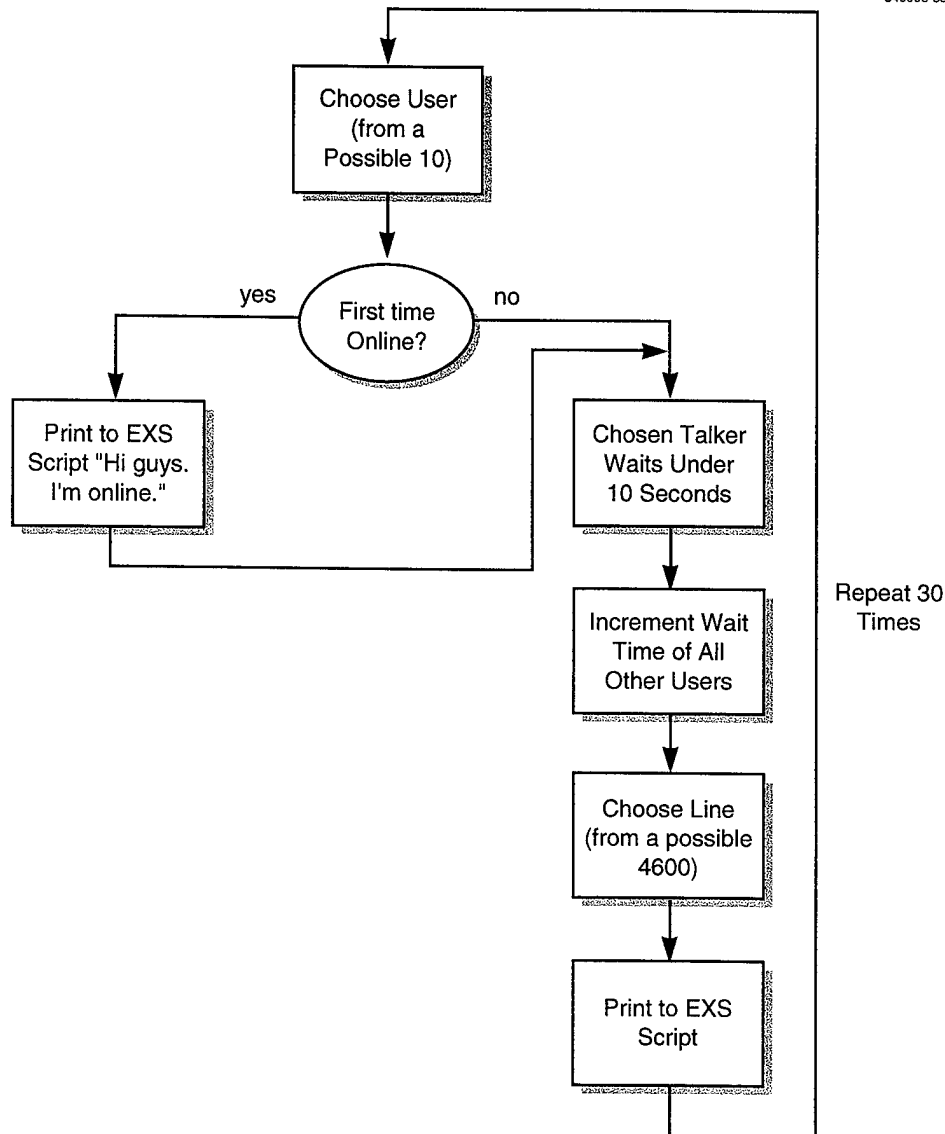 Choose User
(from a
Possible 10)
yes
no
First time
Online?
Print to EXS
Script "Hi guys.
I'm online."
Chosen Talker
Waits Under
10 Seconds
Increment Wait
Time of All
Other Users
Repeat 30
Times
Choose Line
(from a possible
4600)
Print to EXS
Script